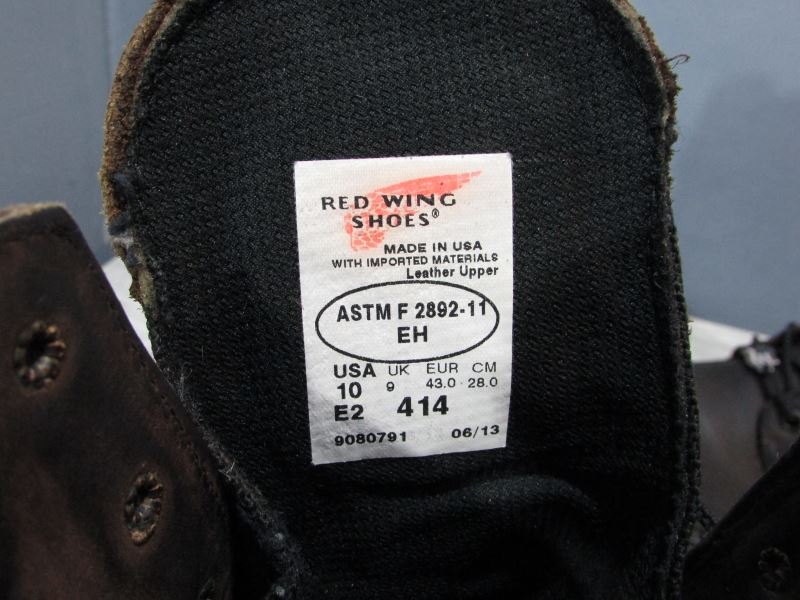 RED WING
SHOES®
MADE IN USA
WITH IMPORTED MATERIALS
Leather Upper
ASTM F 2892-11
EH
USA UK EUR CM
10 9 43.0 28.0
E2 414
9080791 06/13